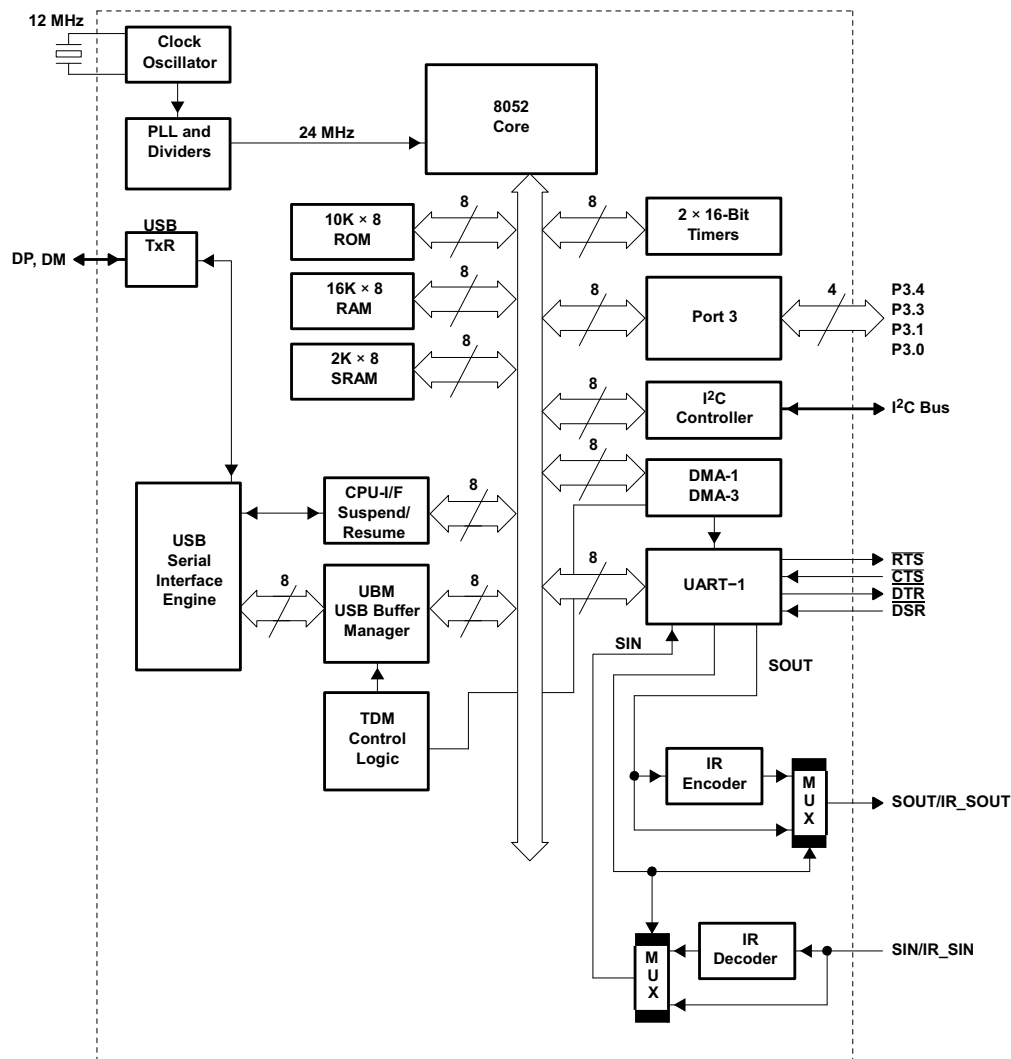 12 MHz
Clock
Oscillator
PLL and
Dividers
24 MHz
8052
Core
USB
TxR
DP, DM
8
10K × 8
ROM
8
2 × 16-Bit
Timers
8
16K × 8
RAM
8
Port 3
4
P3.4
P3.3
P3.1
P3.0
8
2K × 8
SRAM
8
I²C
Controller
I²C Bus
8
DMA-1
DMA-3
USB
Serial
Interface
Engine
CPU-I/F
Suspend/
Resume
8
8
UBM
USB Buffer
Manager
8
8
UART−1
RTS
CTS
DTR
DSR
SIN
SOUT
TDM
Control
Logic
IR
Encoder
M
U
X
SOUT/IR_SOUT
M
U
X
IR
Decoder
SIN/IR_SIN